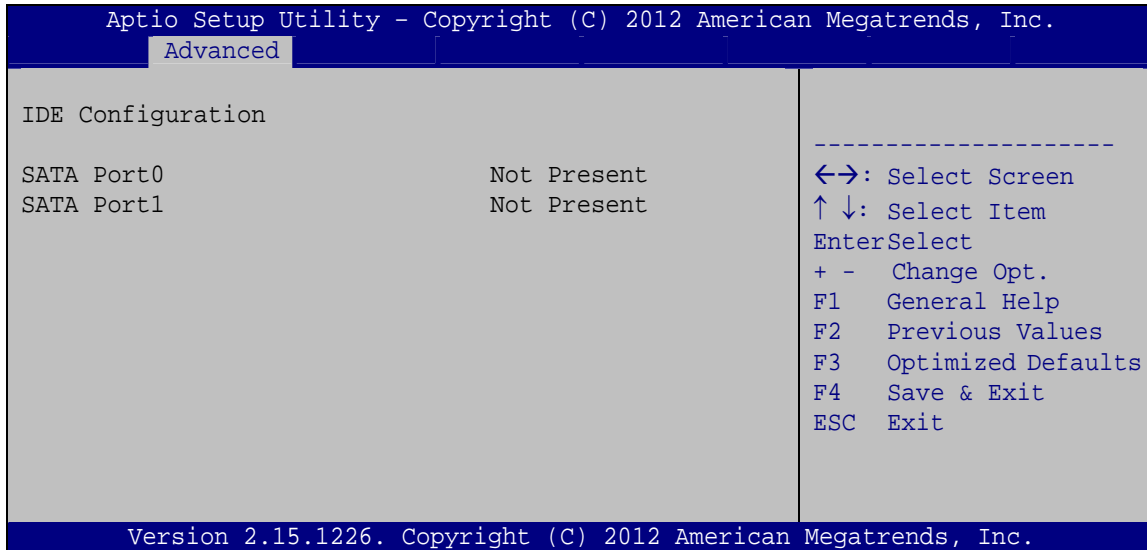 Aptio Setup Utility – Copyright (C) 2012 American Megatrends, Inc.
Advanced
IDE Configuration
SATA Port0 Not Present
SATA Port1 Not Present
---------------------
←→: Select Screen
↑ ↓: Select Item
EnterSelect
+ - Change Opt.
F1 General Help
F2 Previous Values
F3 Optimized Defaults
F4 Save & Exit
ESC Exit
Version 2.15.1226. Copyright (C) 2012 American Megatrends, Inc.